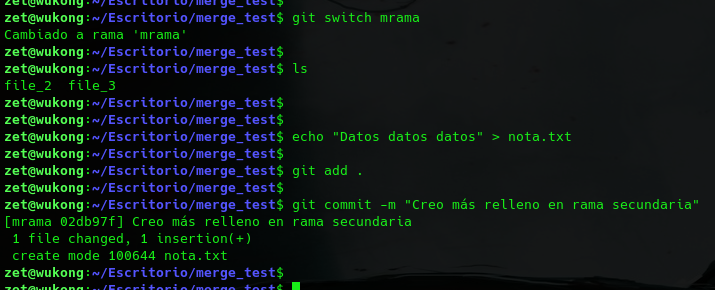 zet@wukong:~/Escritorio/merge_test$
zet@wukong:~/Escritorio/merge_test$ git switch mrama
Cambiado a rama 'mrama'
zet@wukong:~/Escritorio/merge_test$
zet@wukong:~/Escritorio/merge_test$ ls
file_2  file_3
zet@wukong:~/Escritorio/merge_test$
zet@wukong:~/Escritorio/merge_test$
zet@wukong:~/Escritorio/merge_test$ echo "Datos datos datos" > nota.txt
zet@wukong:~/Escritorio/merge_test$
zet@wukong:~/Escritorio/merge_test$ git add .
zet@wukong:~/Escritorio/merge_test$
zet@wukong:~/Escritorio/merge_test$ git commit -m "Creo más relleno en rama secundaria"
[mrama 02db97f] Creo más relleno en rama secundaria
 1 file changed, 1 insertion(+)
 create mode 100644 nota.txt
zet@wukong:~/Escritorio/merge_test$
zet@wukong:~/Escritorio/merge_test$